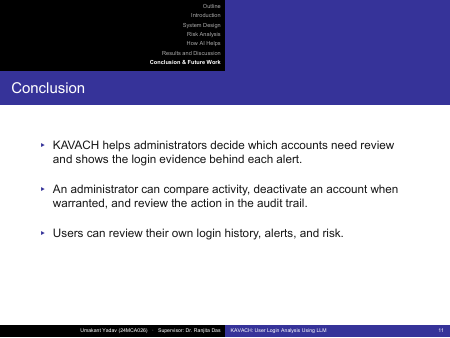 Outline
Introduction
System Design
Risk Analysis
How AI Helps
Results and Discussion
Conclusion & Future Work
Conclusion
KAVACH helps administrators decide which accounts need review
and shows the login evidence behind each alert.
An administrator can compare activity, deactivate an account when
warranted, and review the action in the audit trail.
Users can review their own login history, alerts, and risk.
Umakant Yadav (24MCA026) · Supervisor: Dr. Ranjita Das
KAVACH: User Login Analysis Using LLM
11